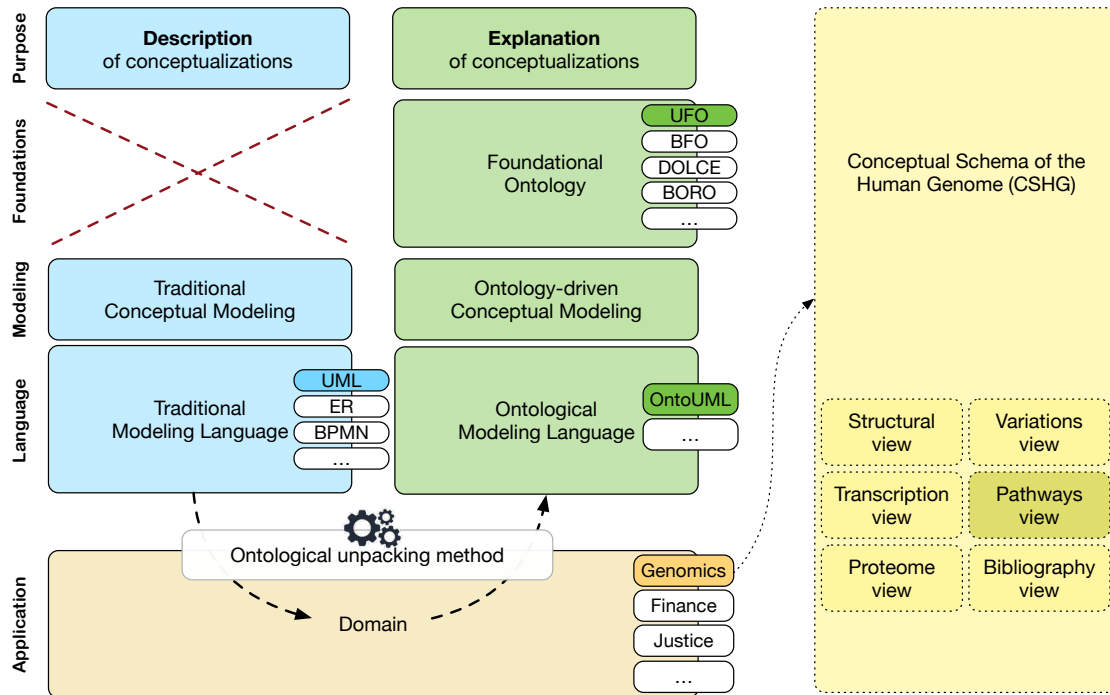 Purpose
Description
of conceptualizations
Explanation
of conceptualizations
Foundations
Foundational
Ontology
UFO
BFO
DOLCE
BORO
...
Modeling
Traditional
Conceptual Modeling
Ontology-driven
Conceptual Modeling
Language
Traditional
Modeling Language
UML
ER
BPMN
...
Ontological
Modeling Language
OntoUML
...
Ontological unpacking method
Application
Domain
Genomics
Finance
Justice
...
Conceptual Schema of the
Human Genome (CSHG)
Structural
view
Variations
view
Transcription
view
Pathways
view
Proteome
view
Bibliography
view